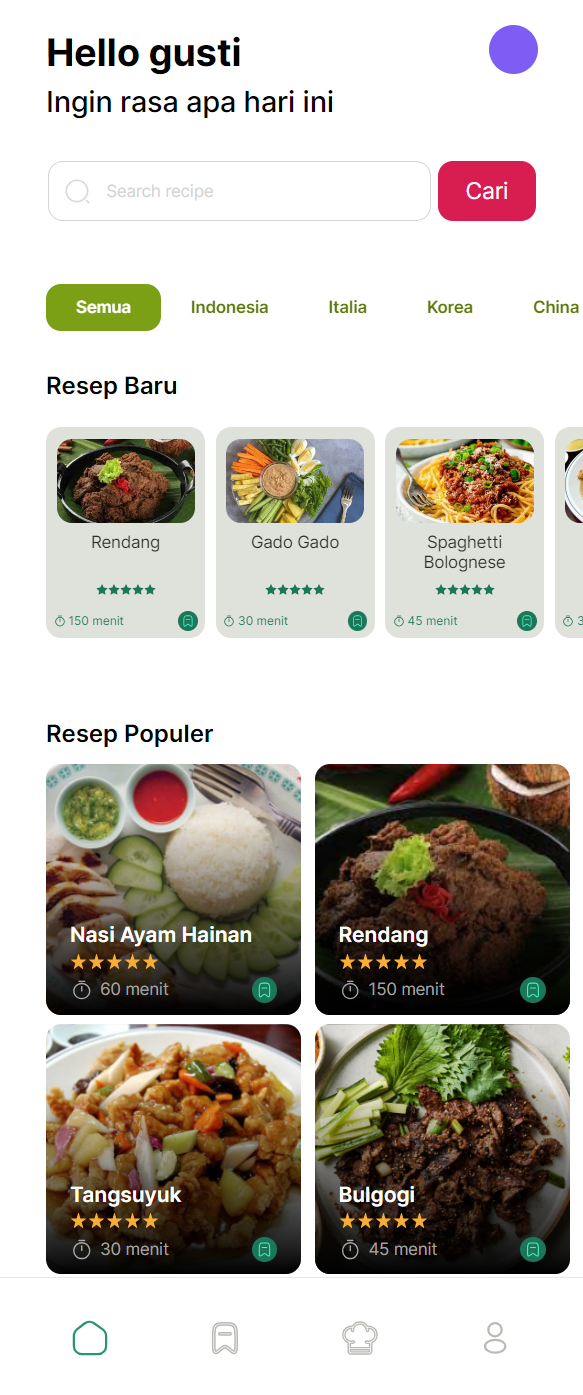 Hello gusti
Ingin rasa apa hari ini
Search recipe
Cari
Semua
Indonesia
Italia
Korea
China
Resep Baru
Rendang
150 menit
Gado Gado
30 menit
Spaghetti
Bolognese
45 menit
3
Resep Populer
Nasi Ayam Hainan
60 menit
Rendang
150 menit
Tangsuyuk
30 menit
Bulgogi
45 menit